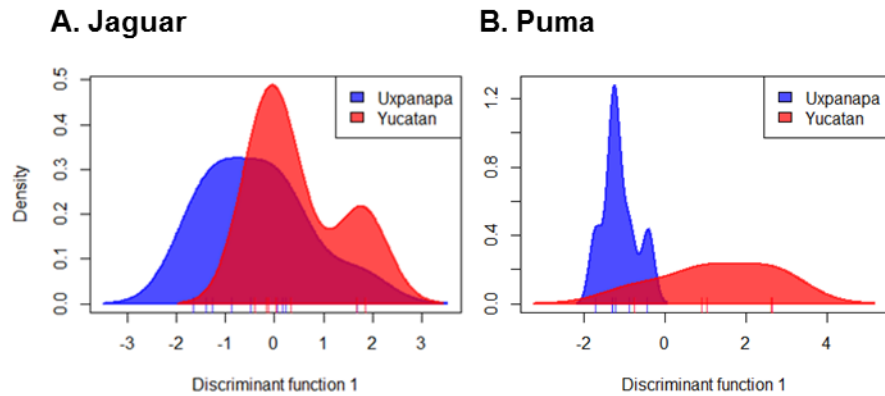 A. Jaguar
B. Puma
Uxpanapa
Yucatan
Density
0.0 0.1 0.2 0.3 0.4 0.5
-3 -2 -1 0 1 2 3
Discriminant function 1
Uxpanapa
Yucatan
0.0 0.4 0.8 1.2
-2 0 2 4
Discriminant function 1